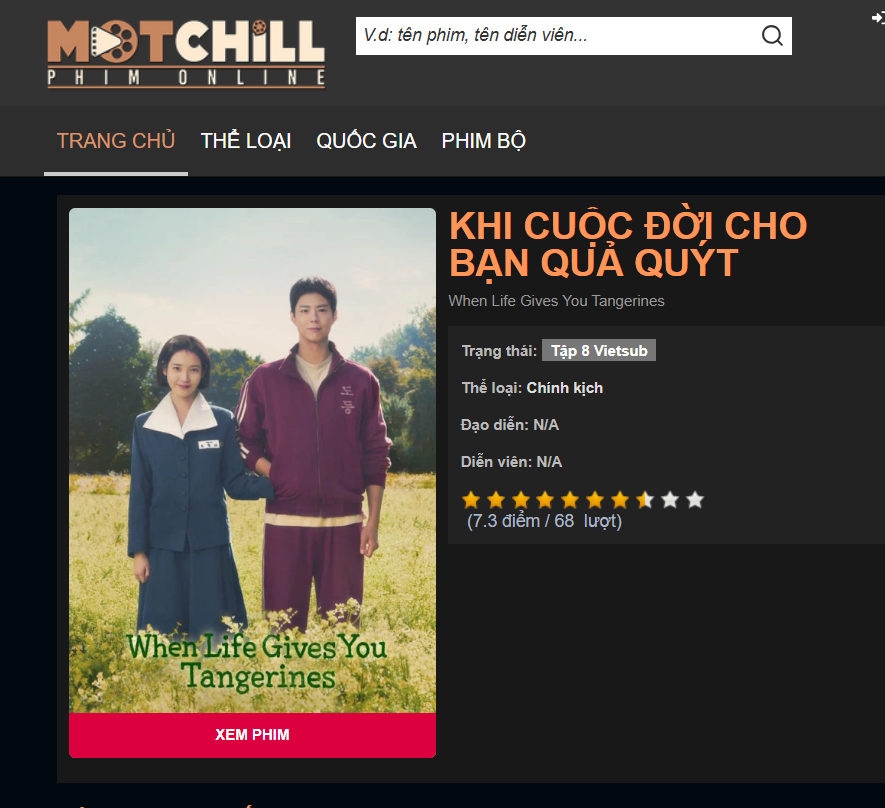 MOTCHILL
PHIM ONLINE
V.d: tên phim, tên diễn viên...
TRANG CHỦ THỂ LOẠI QUỐC GIA PHIM BỘ
KHI CUỘC ĐỜI CHO
BẠN QUẢ QUÝT
When Life Gives You Tangerines
Trạng thái: Tập 8 Vietsub
Thể loại: Chính kịch
Đạo diễn: N/A
Diễn viên: N/A
(7.3 điểm / 68 lượt)
도동
When Life Gives You
Tangerines
XEM PHIM